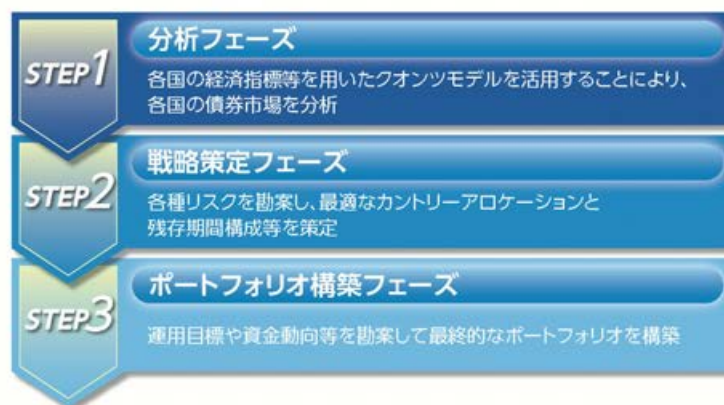 STEP1
分析フェーズ
各国の経済指標等を用いたクオンツモデルを活用することにより、
各国の債券市場を分析
STEP2
戦略策定フェーズ
各種リスクを勘案し、最適なカントリーアロケーションと
残存期間構成等を策定
STEP3
ポートフォリオ構築フェーズ
運用目標や資金動向等を勘案して最終的なポートフォリオを構築